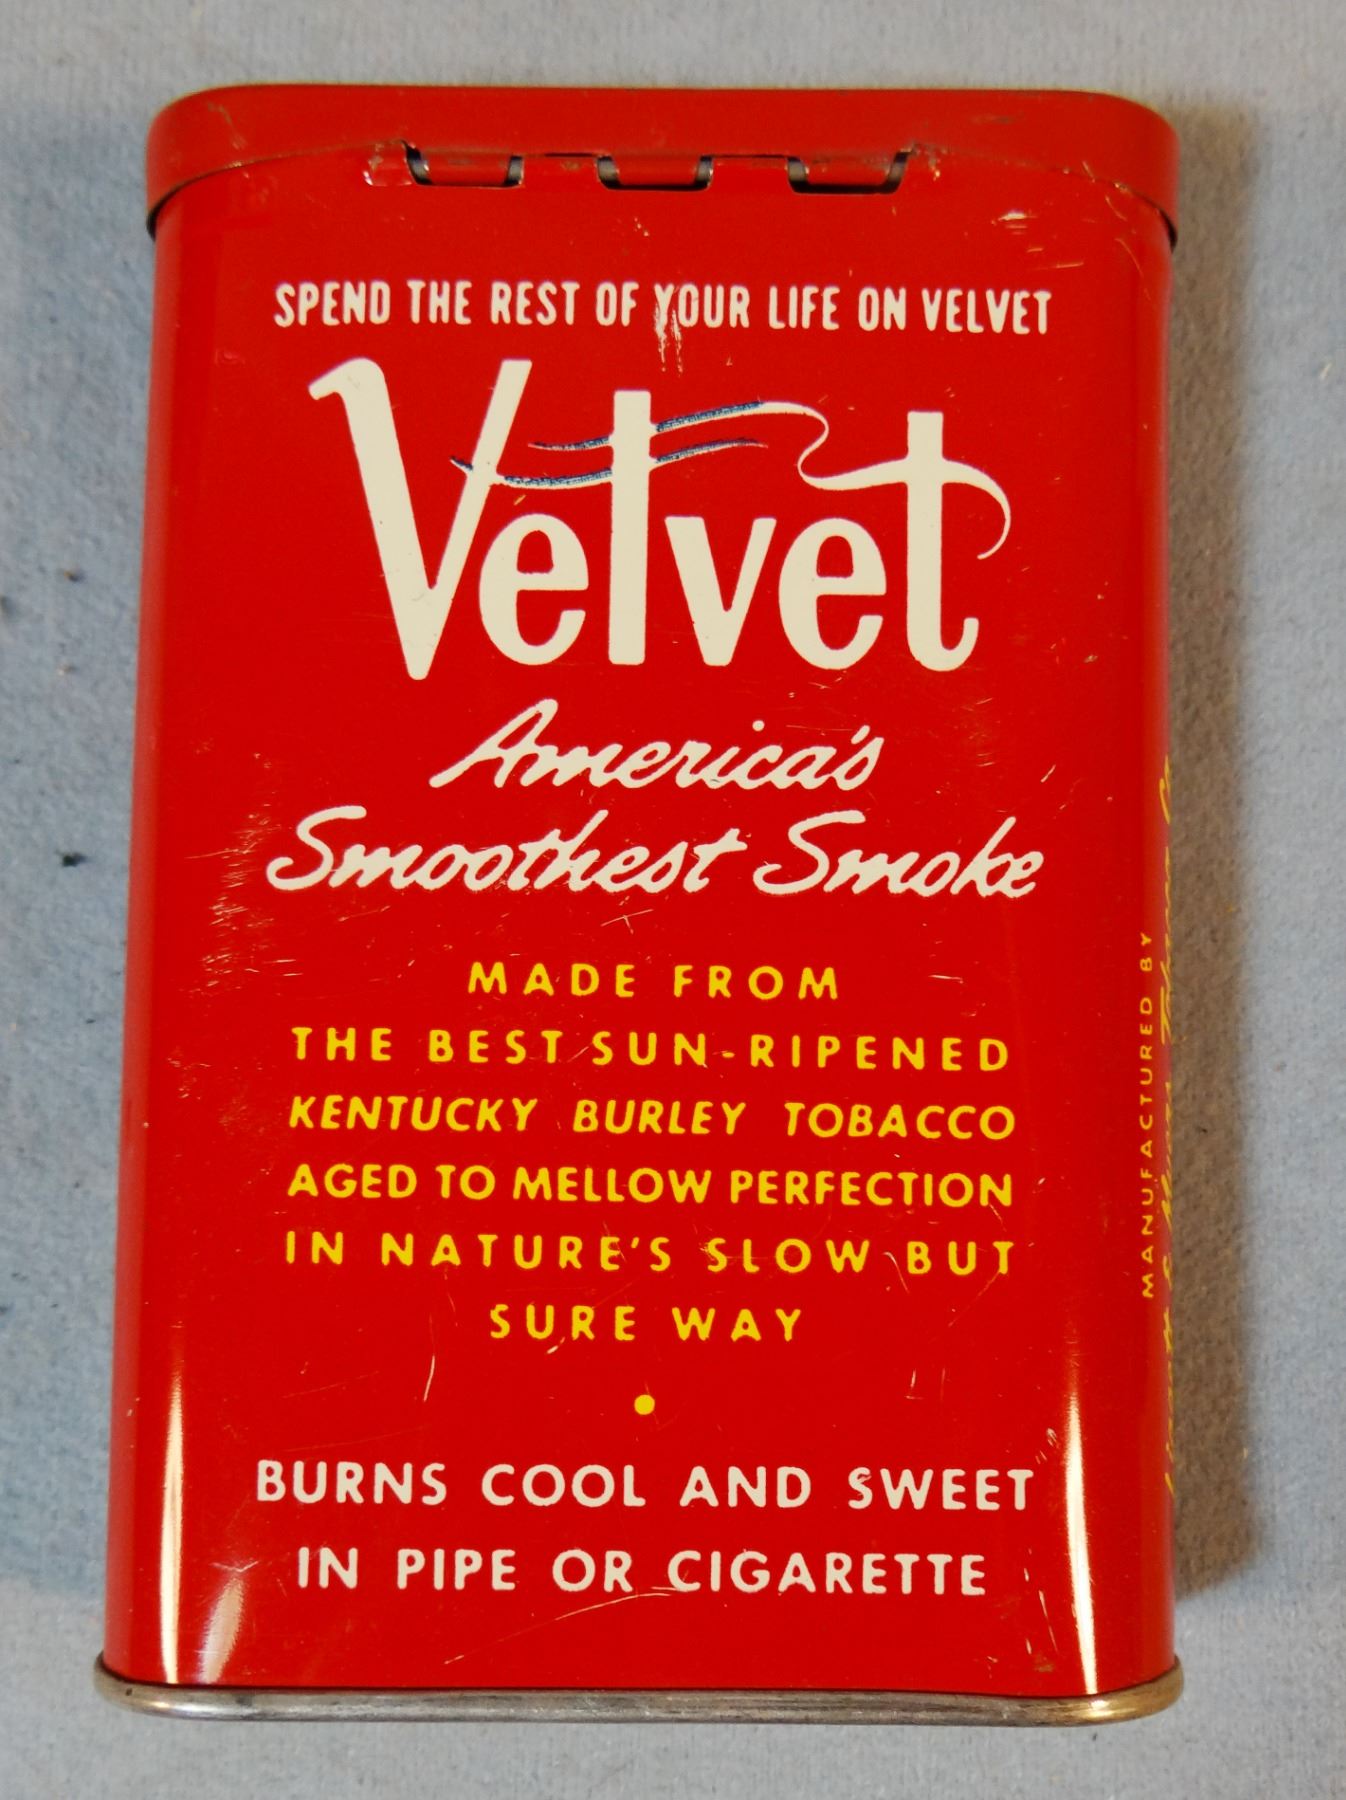 SPEND THE REST OF YOUR LIFE ON VELVET
Velvet
America's
Smoothest Smoke
MADE FROM
THE BEST SUN-RIPENED
KENTUCKY BURLEY TOBACCO
AGED TO MELLOW PERFECTION
IN NATURE'S SLOW BUT
SURE WAY
BURNS COOL AND SWEET
IN PIPE OR CIGARETTE
MANUFACTURED BY